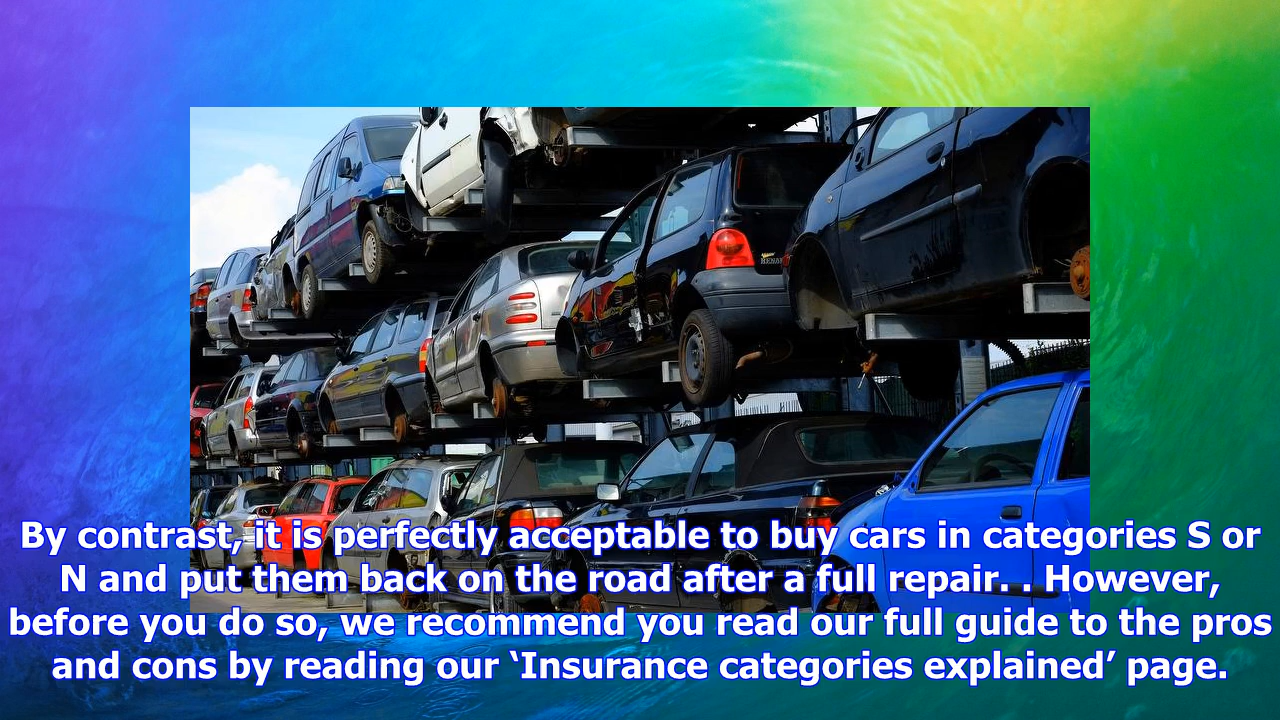 By contrast, it is perfectly acceptable to buy cars in categories S or
N and put them back on the road after a full repair. . However,
before you do so, we recommend you read our full guide to the pros
and cons by reading our ‘Insurance categories explained’ page.